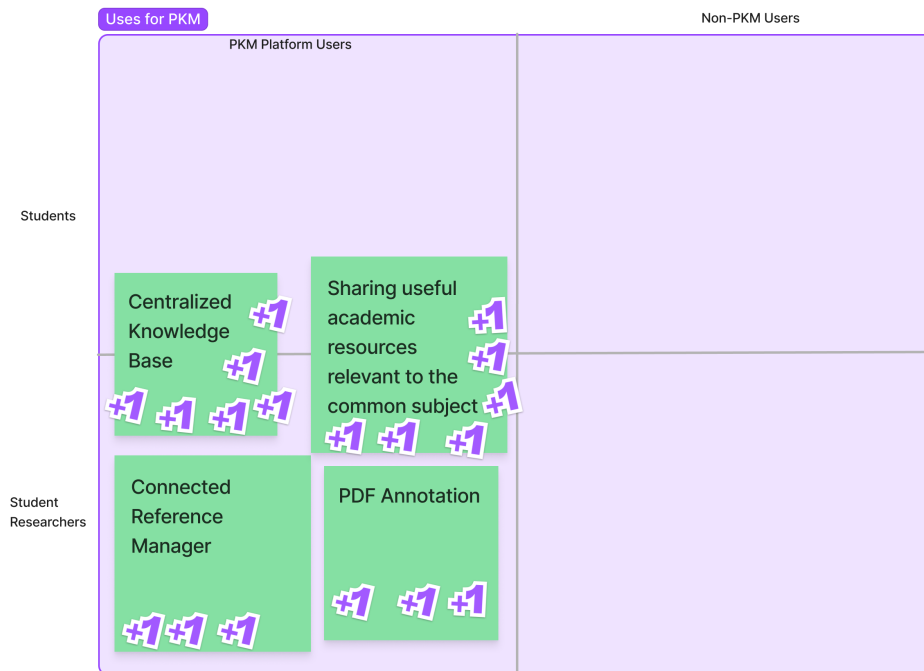 Uses for PKM
Non-PKM Users
PKM Platform Users
Students
Centralized
Knowledge
Base
+1
+1
+1
+1
+1
+1
Sharing useful
academic
resources
relevant to the
common subject
+1
+1
+1
+1
+1
+1
Student
Researchers
Connected
Reference
Manager
+1
+1
+1
PDF Annotation
+1
+1
+1